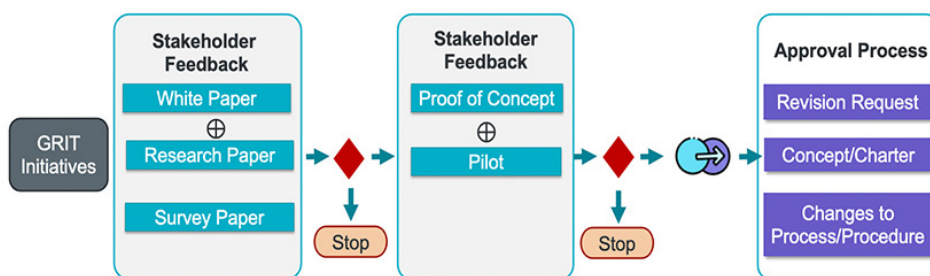 GRIT
Initiatives
Stakeholder
Feedback
White Paper
Research Paper
Survey Paper
Stop
Stakeholder
Feedback
Proof of Concept
Pilot
Stop
Approval Process
Revision Request
Concept/Charter
Changes to
Process/Procedure